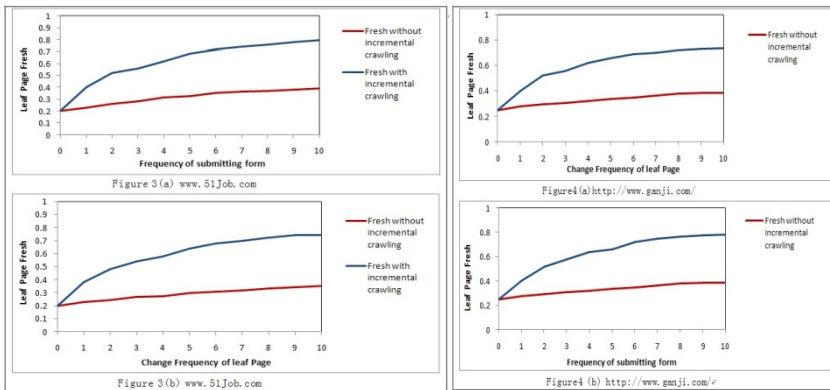 1
0.9
0.8
0.7
0.6
0.5
0.4
0.3
0.2
0.1
0
Leaf Page Fresh
0 1 2 3 4 5 6 7 8 9 10
Frequency of submitting form
Fresh without
incremental
crawling
Fresh with
incremental
crawling
Figure 3(a) www.51Job.com
1
0.9
0.8
0.7
0.6
0.5
0.4
0.3
0.2
0.1
0
Leaf Page Fresh
0 1 2 3 4 5 6 7 8 9 10
Change Frequency of leaf Page
Fresh without
incremental
crawling
Fresh with
incremental
crawling
Figure 3(b) www.51Job.com
1
0.8
0.6
0.4
0.2
0
Leaf Page Fresh
0 1 2 3 4 5 6 7 8 9 10
Change Frequency of leaf Page
Fresh without
incremental
crawling
Figure4(a)http://www.ganji.com/
1
0.8
0.6
0.4
0.2
0
Leaf Page Fresh
0 1 2 3 4 5 6 7 8 9 10
Frequency of submitting form
Fresh without
incremental
crawling
Figure4 (b) http://www.ganji.com/